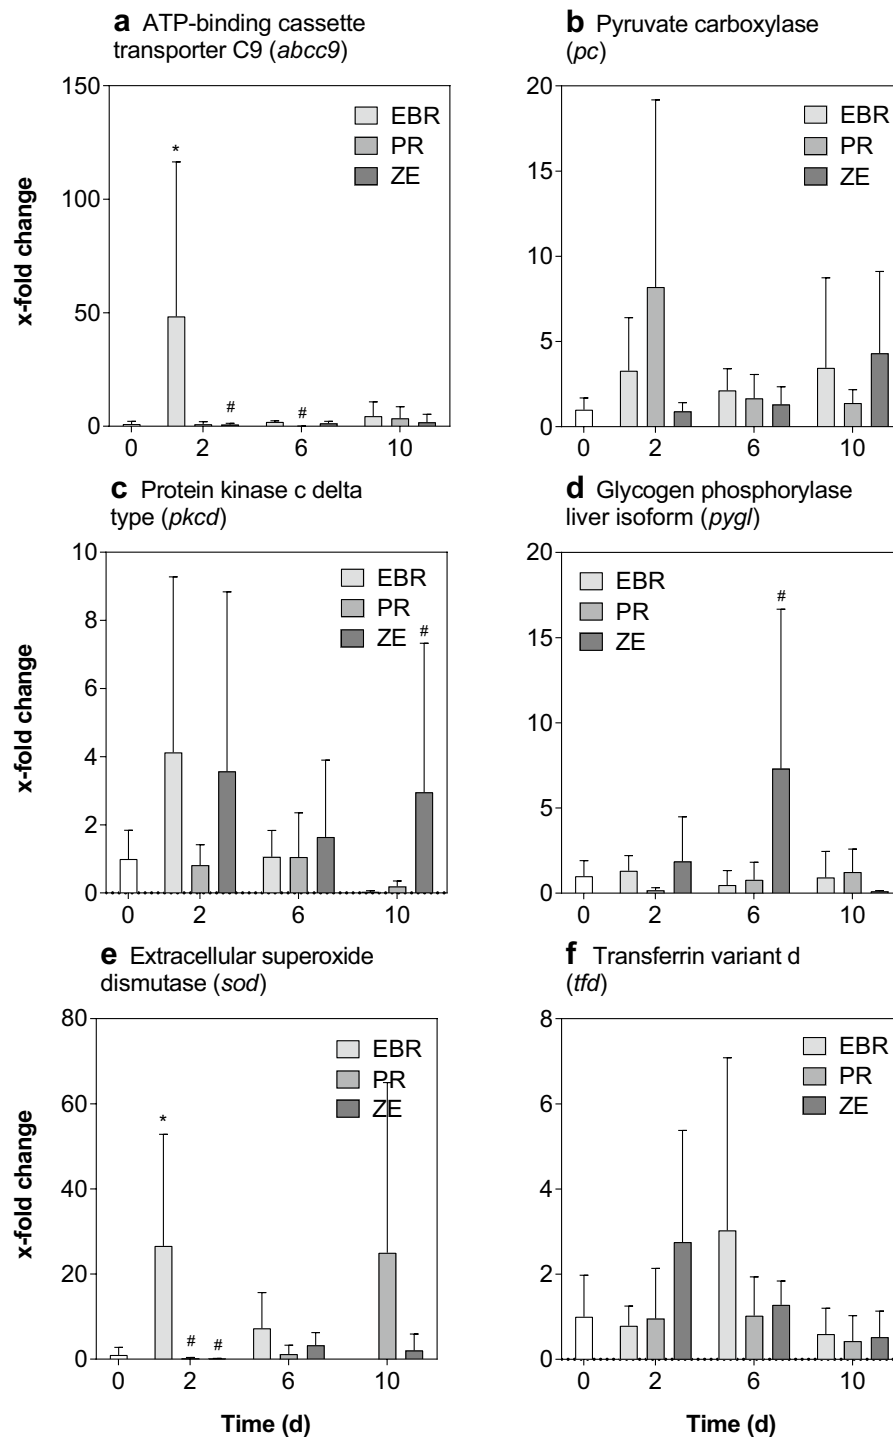 a ATP-binding cassette
transporter C9 (abcc9)
150
100
50
0
x-fold change
*
#
#
EBR
PR
ZE
0
2
6
10
b Pyruvate carboxylase
(pc)
20
15
10
5
0
EBR
PR
ZE
0
2
6
10
c Protein kinase c delta
type (pkcd)
10
8
6
4
2
0
x-fold change
EBR
PR
ZE
#
0
2
6
10
d Glycogen phosphorylase
liver isoform (pygl)
20
15
10
5
0
EBR
PR
ZE
#
0
2
6
10
e Extracellular superoxide
dismutase (sod)
80
60
40
20
0
x-fold change
*
#
#
EBR
PR
ZE
0
2
6
10
Time (d)
f Transferrin variant d
(tfd)
8
6
4
2
0
EBR
PR
ZE
0
2
6
10
Time (d)